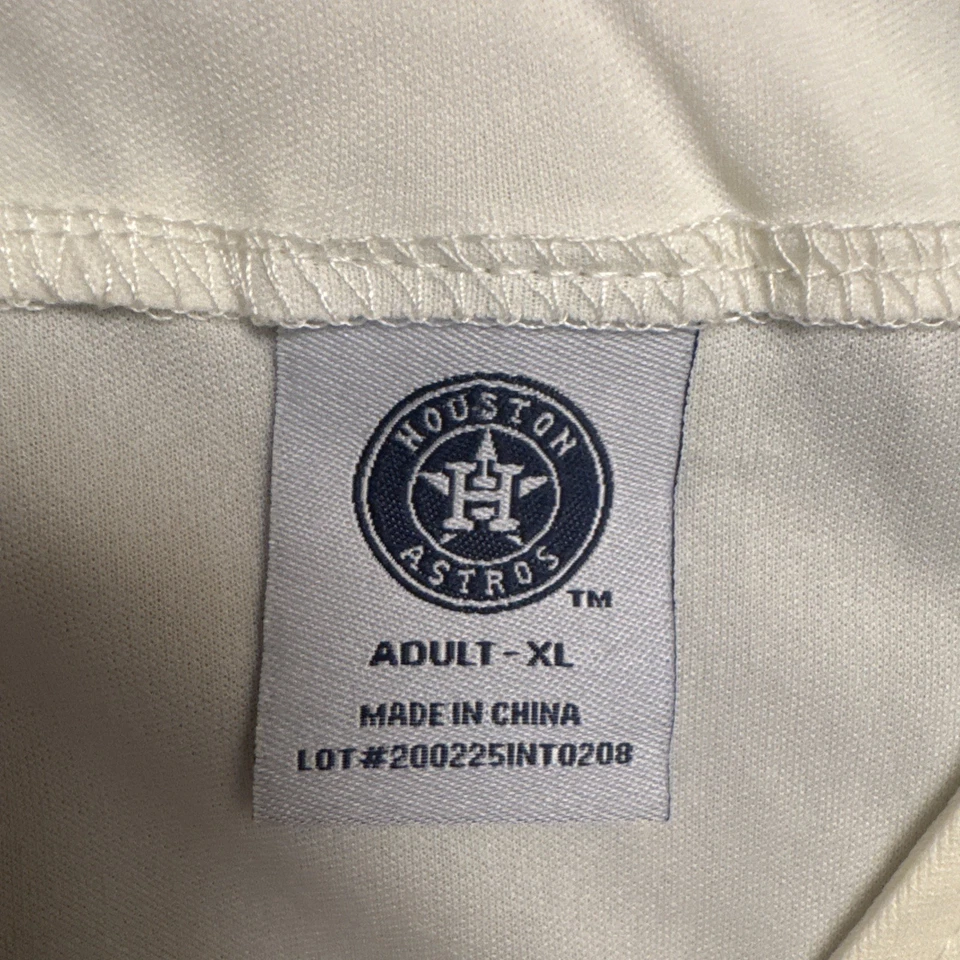 HOUSTON
H
ASTROS
TM
ADULT - XL
MADE IN CHINA
LOT#200225INT0208